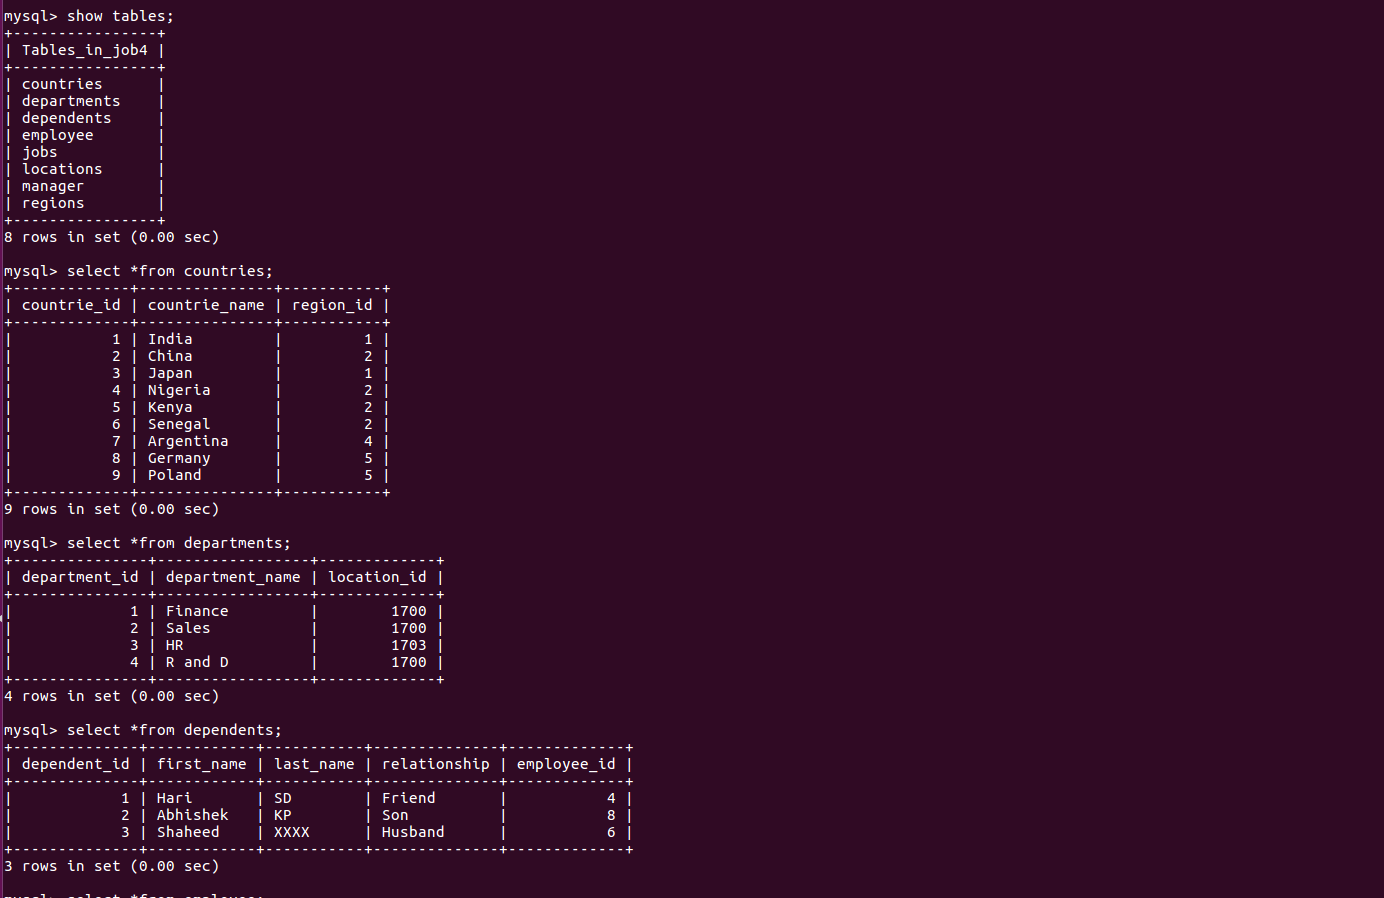 mysql> show tables;
+----------------+
| Tables_in_job4 |
+----------------+
| countries      |
| departments    |
| dependents     |
| employee       |
| jobs           |
| locations      |
| manager        |
| regions        |
+----------------+
8 rows in set (0.00 sec)

mysql> select *from countries;
+-------------+---------------+-----------+
| countrie_id | countrie_name | region_id |
+-------------+---------------+-----------+
|           1 | India         |         1 |
|           2 | China         |         2 |
|           3 | Japan         |         1 |
|           4 | Nigeria       |         2 |
|           5 | Kenya         |         2 |
|           6 | Senegal       |         2 |
|           7 | Argentina     |         4 |
|           8 | Germany       |         5 |
|           9 | Poland        |         5 |
+-------------+---------------+-----------+
9 rows in set (0.00 sec)

mysql> select *from departments;
+---------------+-----------------+-------------+
| department_id | department_name | location_id |
+---------------+-----------------+-------------+
|             1 | Finance         |        1700 |
|             2 | Sales           |        1700 |
|             3 | HR              |        1703 |
|             4 | R and D         |        1700 |
+---------------+-----------------+-------------+
4 rows in set (0.00 sec)

mysql> select *from dependents;
+--------------+------------+-----------+--------------+-------------+
| dependent_id | first_name | last_name | relationship | employee_id |
+--------------+------------+-----------+--------------+-------------+
|            1 | Hari       | SD        | Friend       |           4 |
|            2 | Abhishek   | KP        | Son          |           8 |
|            3 | Shaheed    | XXXX      | Husband      |           6 |
+--------------+------------+-----------+--------------+-------------+
3 rows in set (0.00 sec)

mysql> select *from employee;